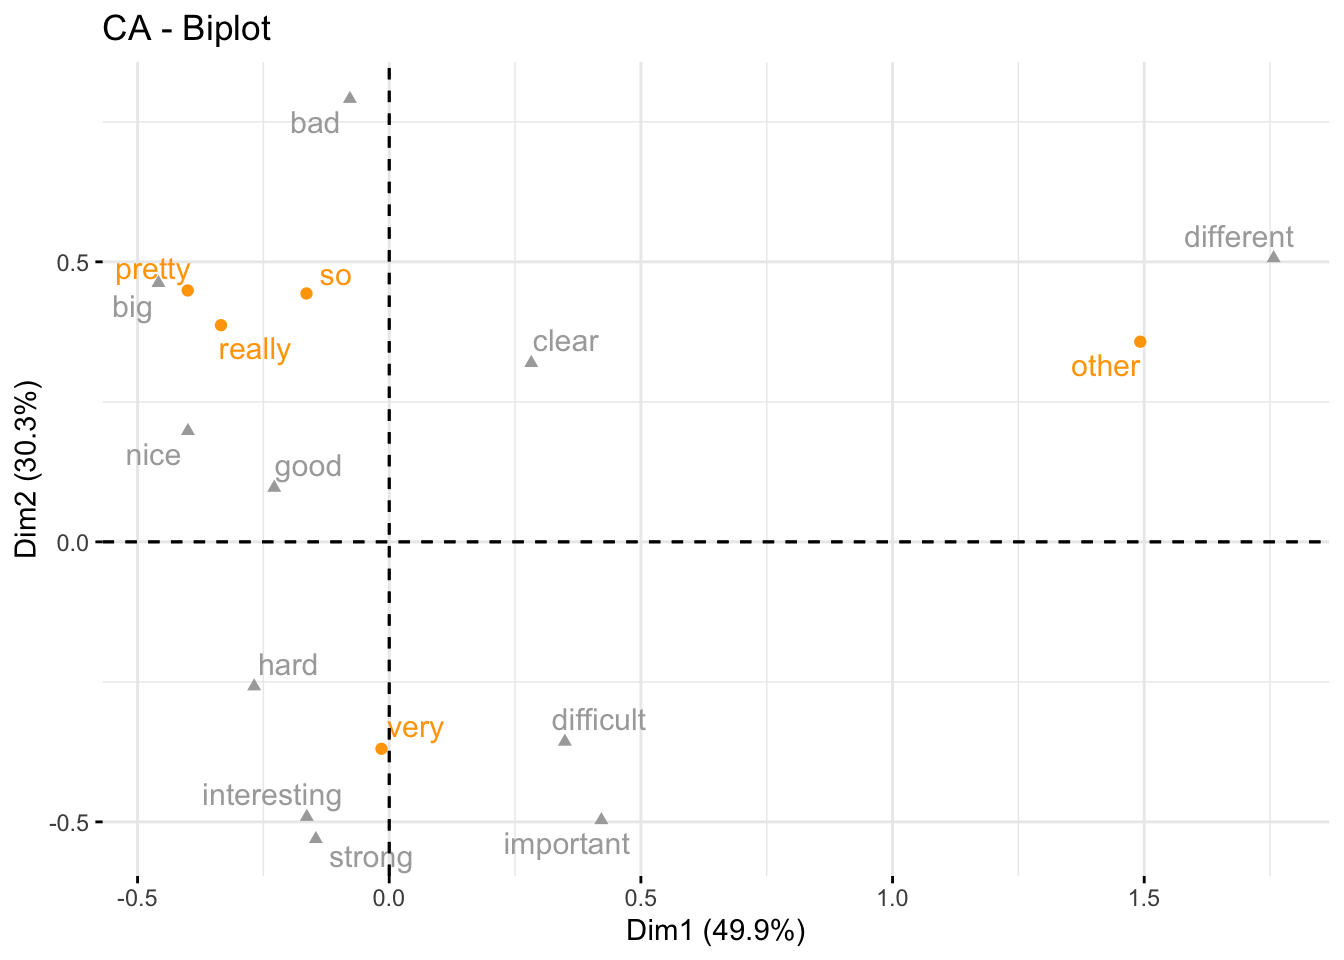 CA - Biplot
bad
different
0.5
pretty
so
big
really
clear
other
nice
good
0.0
Dim2 (30.3%)
hard
very
difficult
interesting
-0.5
important
strong
-0.5
0.0
0.5
1.0
1.5
Dim1 (49.9%)